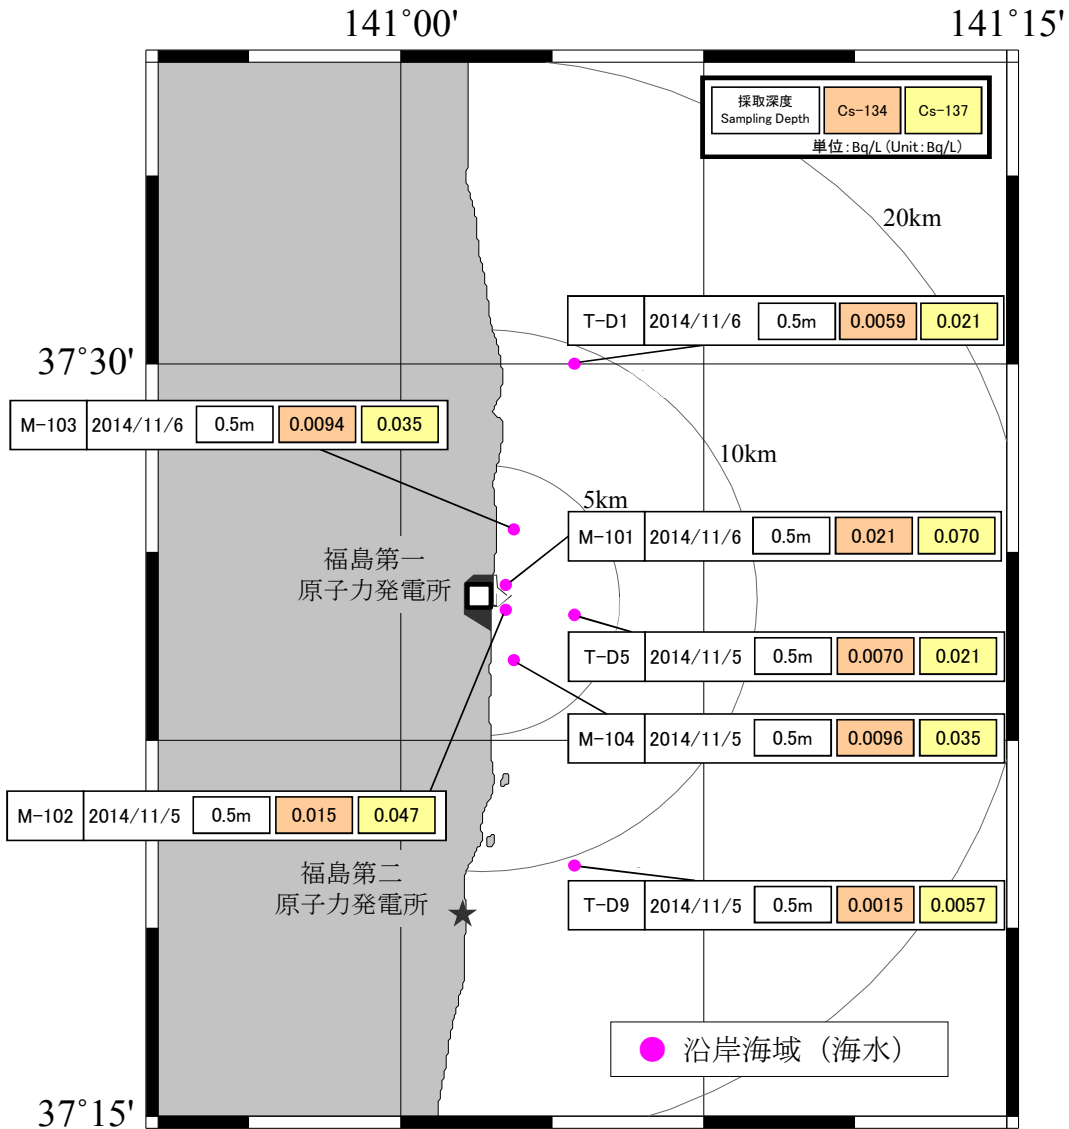 141°00'
141°15'
採取深度
Sampling Depth
Cs-134
Cs-137
単位:Bq/L (Unit:Bq/L)
20km
T-D1 2014/11/6 0.5m 0.0059 0.021
37°30'
M-103 2014/11/6 0.5m 0.0094 0.035
10km
5km
M-101 2014/11/6 0.5m 0.021 0.070
福島第一
原子力発電所
T-D5 2014/11/5 0.5m 0.0070 0.021
M-104 2014/11/5 0.5m 0.0096 0.035
M-102 2014/11/5 0.5m 0.015 0.047
福島第二
原子力発電所
T-D9 2014/11/5 0.5m 0.0015 0.0057
沿岸海域（海水）
37°15'